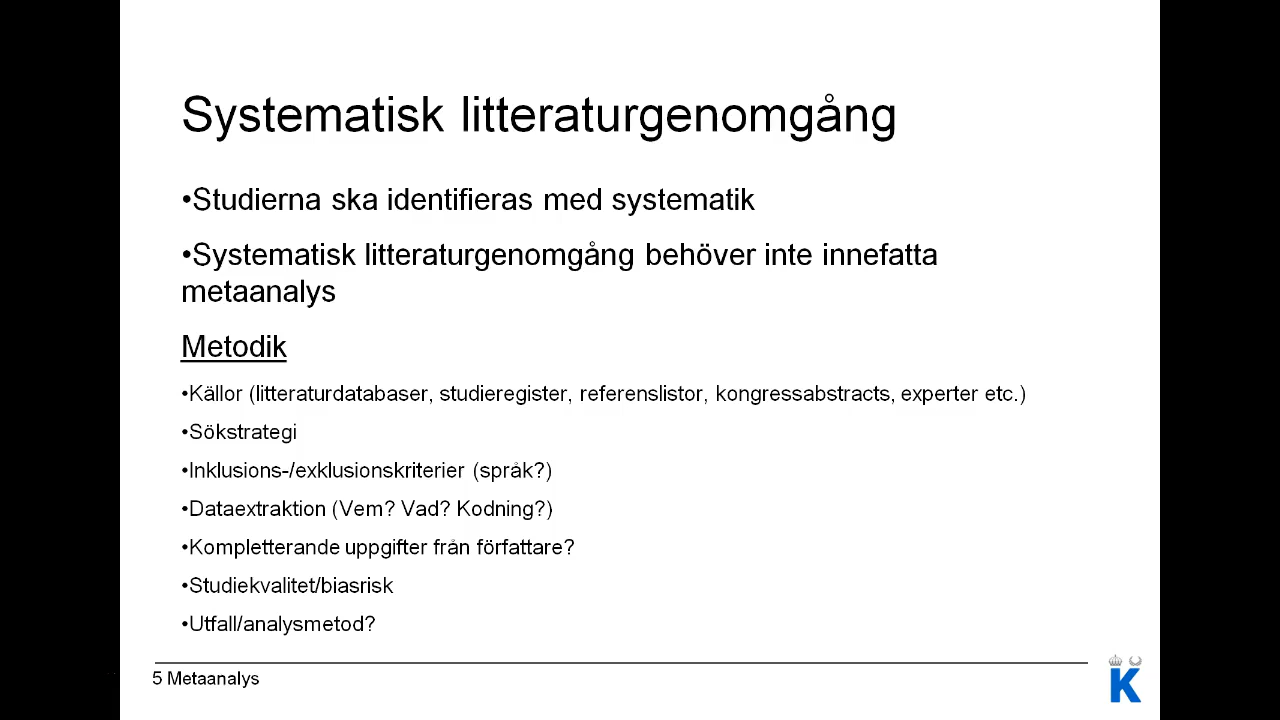 Systematisk litteraturgenomgång
•Studierna ska identifieras med systematik
•Systematisk litteraturgenomgång behöver inte innefatta
metaanalys
Metodik
•Källor (litteraturdatabaser, studieregister, referenslistor, kongressabstracts, experter etc.)
•Sökstrategi
•Inklusions-/exklusionskriterier (språk?)
•Dataextraktion (Vem? Vad? Kodning?)
•Kompletterande uppgifter från författare?
•Studiekvalitet/biasrisk
•Utfall/analysmetod?
5 Metaanalys
K